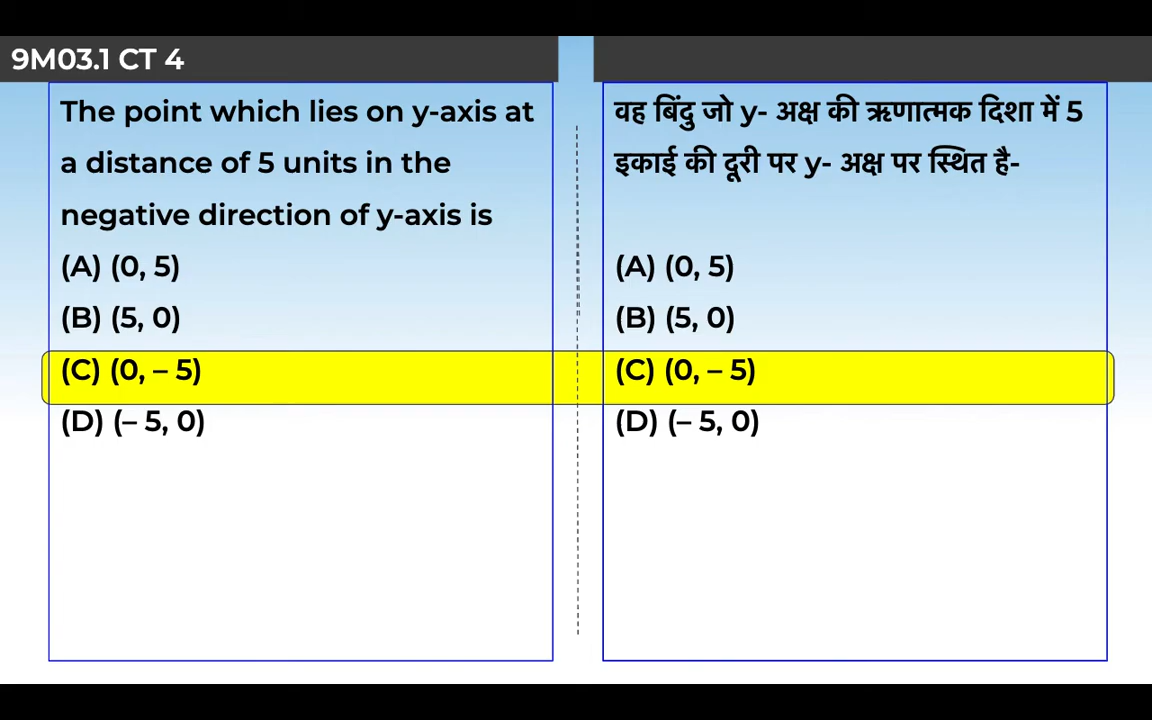 9M03.1 CT 4
The point which lies on y-axis at
a distance of 5 units in the
negative direction of y-axis is
(A) (0, 5)
(B) (5, 0)
(C) (0, – 5)
(D) (– 5, 0)
वह बिंदु जो y- अक्ष की ऋणात्मक दिशा में 5
इकाई की दूरी पर y- अक्ष पर स्थित है-
(A) (0, 5)
(B) (5, 0)
(C) (0, – 5)
(D) (– 5, 0)